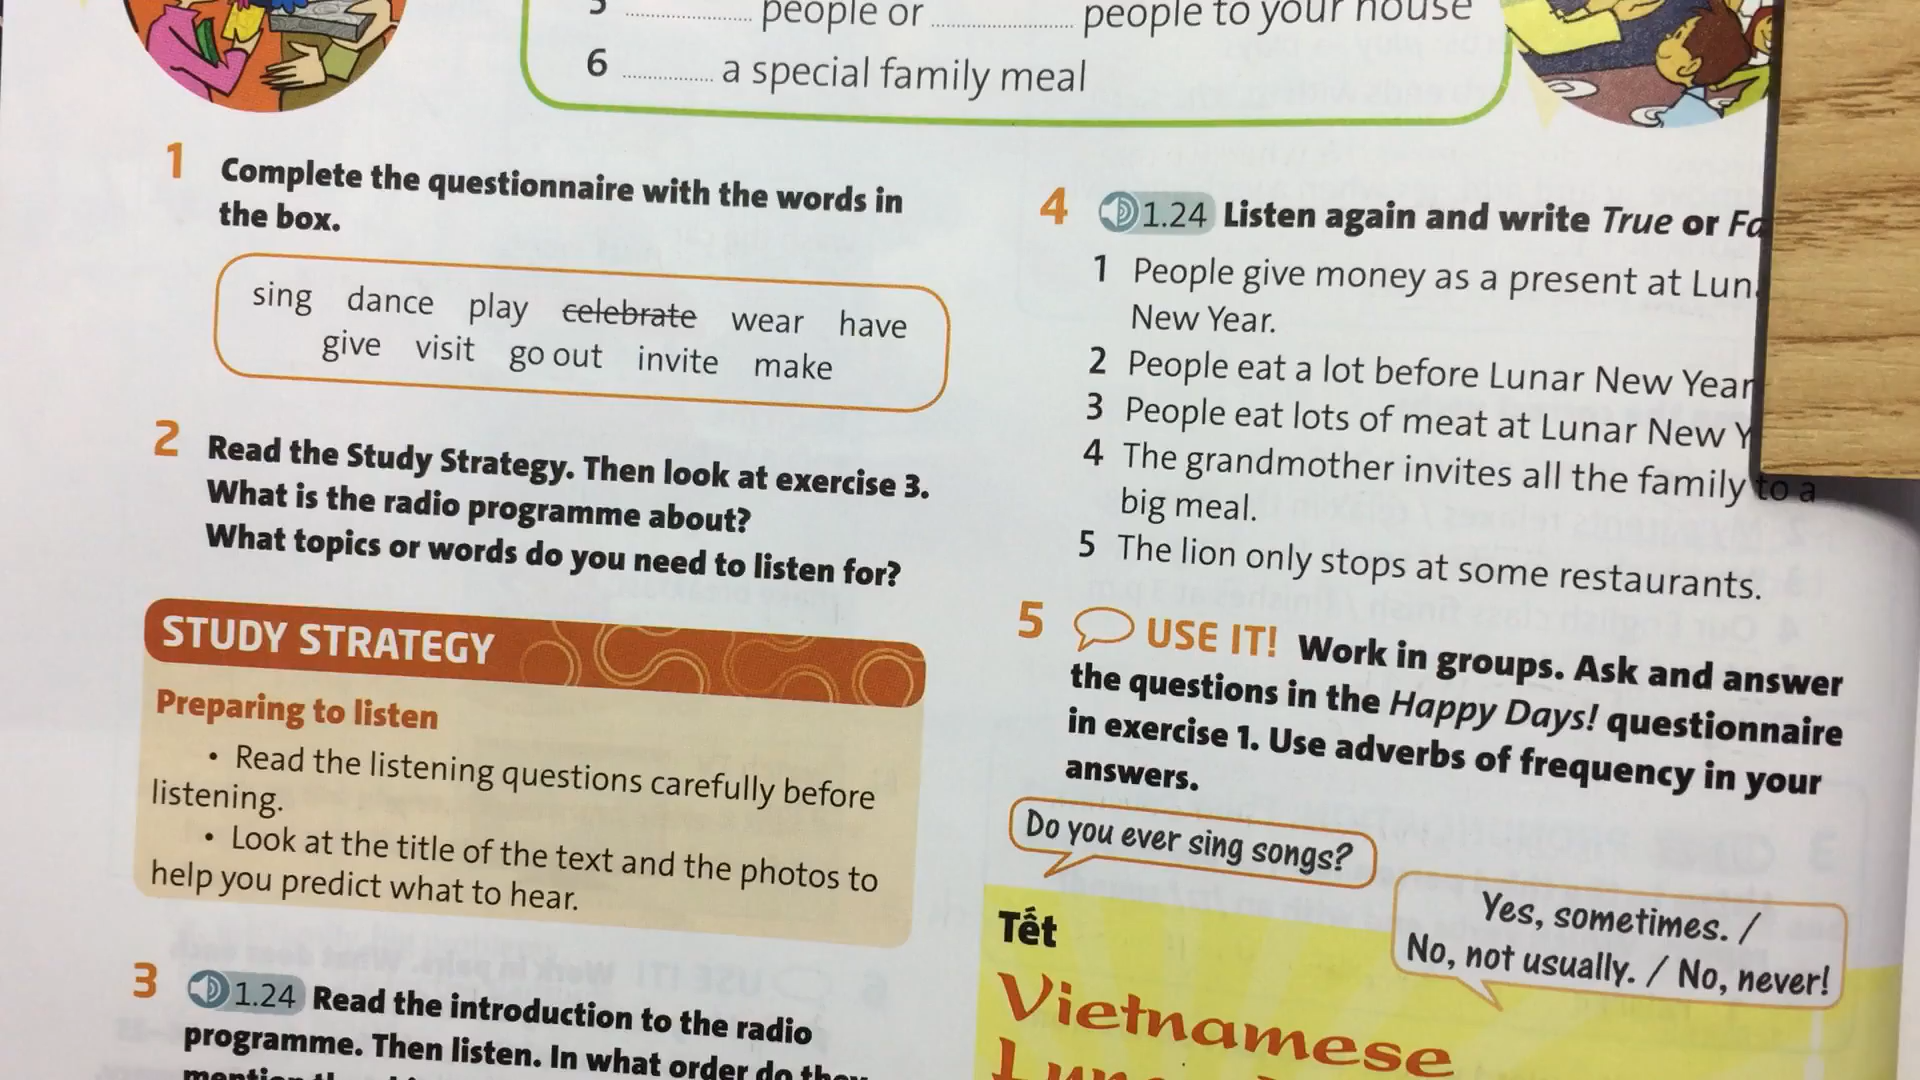 people or ............ people to your house
6 ............ a special family meal
1 Complete the questionnaire with the words in
the box.
sing dance play celebrate wear have
give visit go out invite make
2 Read the Study Strategy. Then look at exercise 3.
What is the radio programme about?
What topics or words do you need to listen for?
STUDY STRATEGY
Preparing to listen
• Read the listening questions carefully before
listening.
• Look at the title of the text and the photos to
help you predict what to hear.
3 1.24 Read the introduction to the radio
programme. Then listen. In what order do they
4 1.24 Listen again and write True or
1 People give money as a present at
New Year.
2 People eat a lot before Lunar New Year
3 People eat lots of meat at Lunar New
4 The grandmother invites all the family to a
big meal.
5 The lion only stops at some restaurants.
5 USE IT! Work in groups. Ask and answer
the questions in the Happy Days! questionnaire
in exercise 1. Use adverbs of frequency in your
answers.
Do you ever sing songs?
Yes, sometimes. /
No, not usually. / No, never!
Tết
Vietnamese